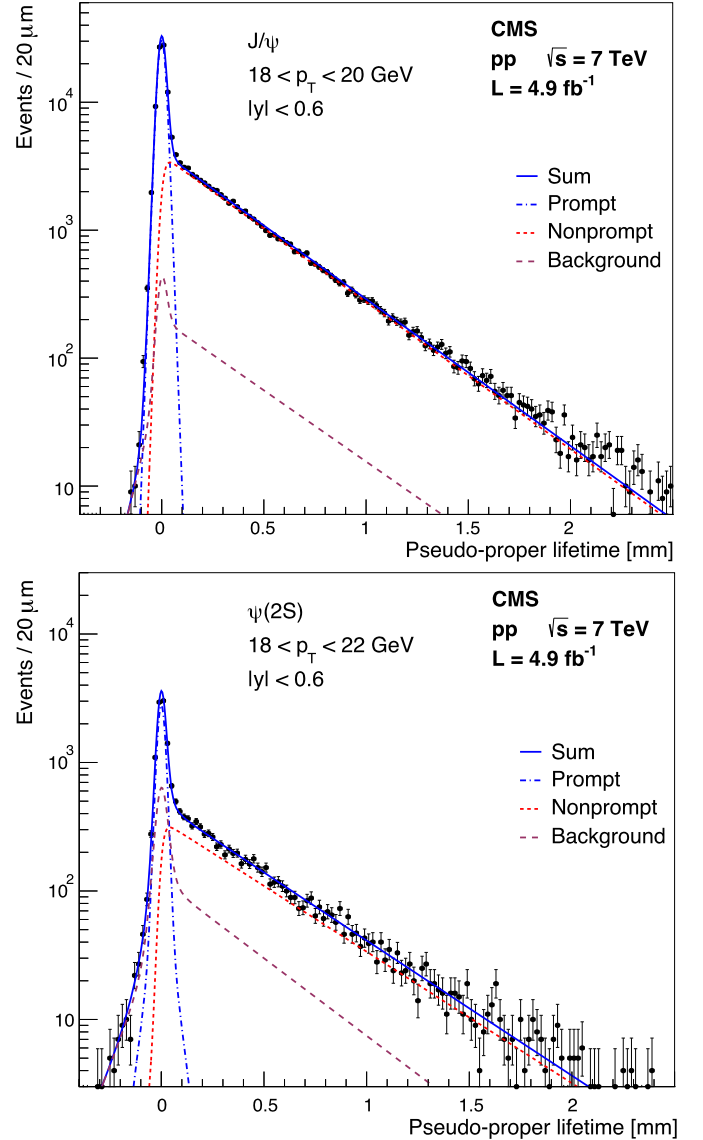 Events / 20 μm
J/ψ
18 < p_T < 20 GeV
|y| < 0.6
CMS
pp √s = 7 TeV
L = 4.9 fb⁻¹
Sum
Prompt
Nonprompt
Background
10⁴
10³
10²
10
0 0.5 1 1.5 2
Pseudo-proper lifetime [mm]
Events / 20 μm
ψ(2S)
18 < p_T < 22 GeV
|y| < 0.6
CMS
pp √s = 7 TeV
L = 4.9 fb⁻¹
Sum
Prompt
Nonprompt
Background
10⁴
10³
10²
10
0 0.5 1 1.5 2
Pseudo-proper lifetime [mm]